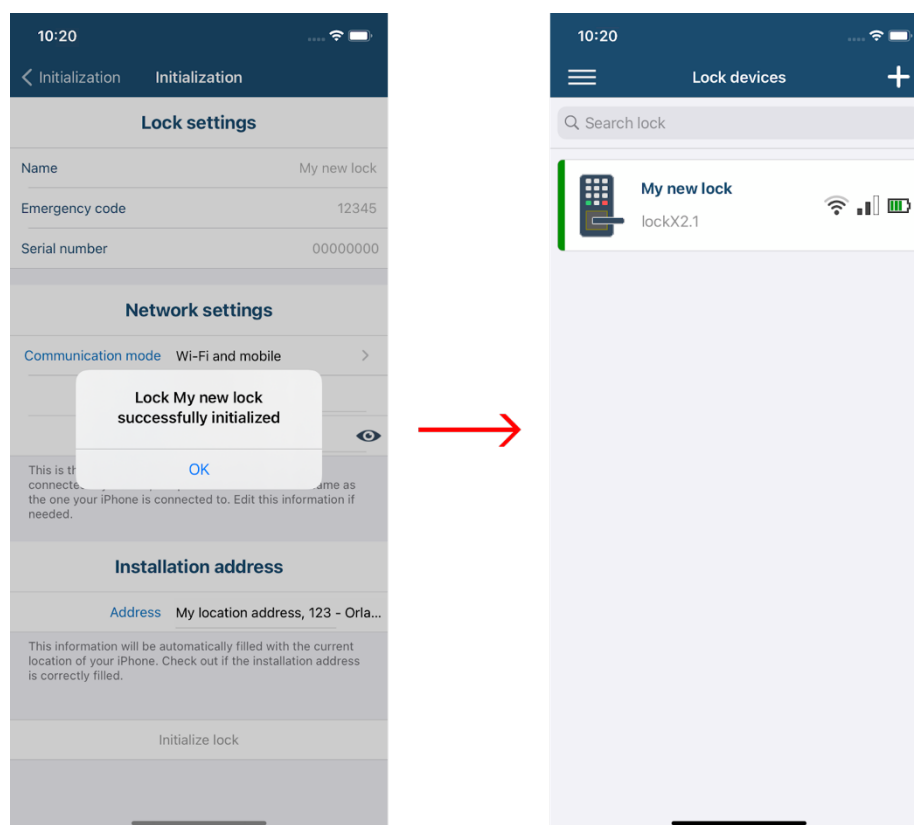 10:20
Initialization
Initialization
Lock settings
Name
My new lock
Emergency code
12345
Serial number
00000000
Network settings
Communication mode
Wi-Fi and mobile
Lock My new lock
successfully initialized
OK
This is
connecte
ame as
the one your iPhone is connected to. Edit this information if
needed.
Installation address
Address
My location address, 123 - Orla...
This information will be automatically filled with the current
location of your iPhone. Check out if the installation address
is correctly filled.
Initialize lock
10:20
Lock devices
Search lock
My new lock
lockX2.1